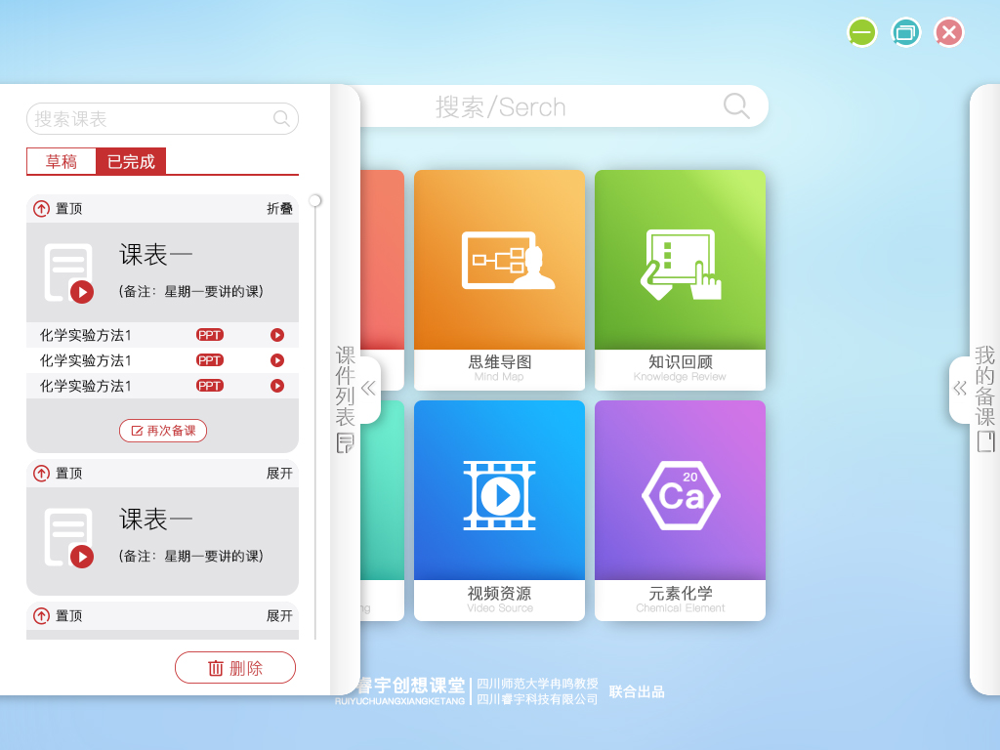 搜索/Serch
搜索课表
草稿 已完成
置顶 折叠
课表一
(备注：星期一要讲的课)
化学实验方法1 PPT
化学实验方法1 PPT
化学实验方法1 PPT
再次备课
置顶 展开
课表一
(备注：星期一要讲的课)
置顶 展开
删除
课件列表
思维导图
Mind Map
知识回顾
Knowledge Review
20
Ca
视频资源
Video Source
元素化学
Chemical Element
ng
我的备课
睿宇创想课堂
RUIYUCHUANGXIANGKETANG
四川师范大学冉鸣教授
四川睿宇科技有限公司
联合出品